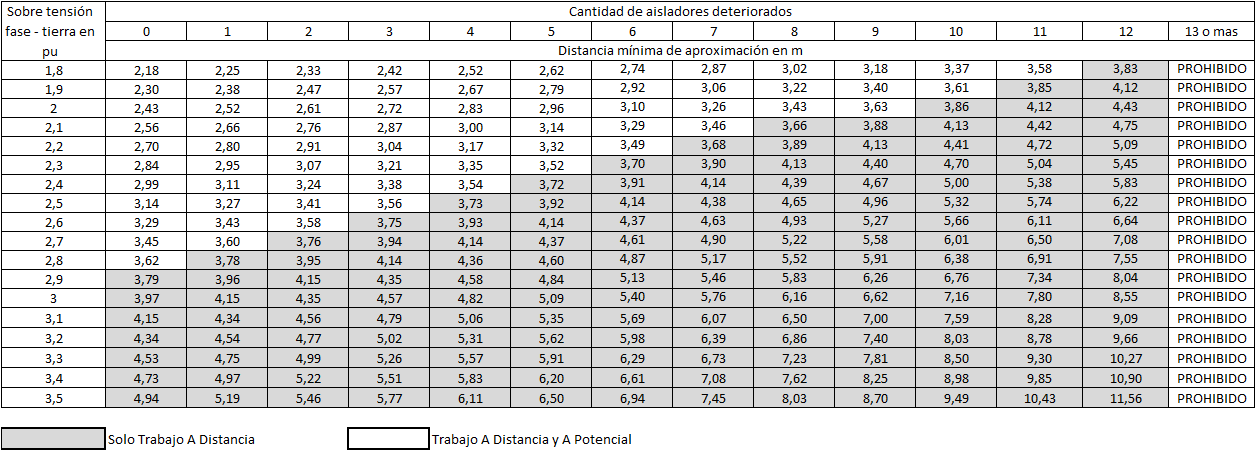 Sobre tensión fase - tierra en pu Cantidad de aisladores deteriorados
0 1 2 3 4 5 6 7 8 9 10 11 12 13 o mas
Distancia mínima de aproximación en m
1,8 2,18 2,25 2,33 2,42 2,52 2,62 2,74 2,87 3,02 3,18 3,37 3,58 3,83 PROHIBIDO
1,9 2,30 2,38 2,47 2,57 2,67 2,79 2,92 3,06 3,22 3,40 3,61 3,85 4,12 PROHIBIDO
2 2,43 2,52 2,61 2,72 2,83 2,96 3,10 3,26 3,43 3,63 3,86 4,12 4,43 PROHIBIDO
2,1 2,56 2,66 2,76 2,87 3,00 3,14 3,29 3,46 3,66 3,88 4,13 4,42 4,75 PROHIBIDO
2,2 2,70 2,80 2,91 3,04 3,17 3,32 3,49 3,68 3,89 4,13 4,41 4,72 5,09 PROHIBIDO
2,3 2,84 2,95 3,07 3,21 3,35 3,52 3,70 3,90 4,13 4,40 4,70 5,04 5,45 PROHIBIDO
2,4 2,99 3,11 3,24 3,38 3,54 3,72 3,91 4,14 4,39 4,67 5,00 5,38 5,83 PROHIBIDO
2,5 3,14 3,27 3,41 3,56 3,73 3,92 4,14 4,38 4,65 4,96 5,32 5,74 6,22 PROHIBIDO
2,6 3,29 3,43 3,58 3,75 3,93 4,14 4,37 4,63 4,93 5,27 5,66 6,11 6,64 PROHIBIDO
2,7 3,45 3,60 3,76 3,94 4,14 4,37 4,61 4,90 5,22 5,58 6,01 6,50 7,08 PROHIBIDO
2,8 3,62 3,78 3,95 4,14 4,36 4,60 4,87 5,17 5,52 5,91 6,38 6,91 7,55 PROHIBIDO
2,9 3,79 3,96 4,15 4,35 4,58 4,84 5,13 5,46 5,83 6,26 6,76 7,34 8,04 PROHIBIDO
3 3,97 4,15 4,35 4,57 4,82 5,09 5,40 5,76 6,16 6,62 7,16 7,80 8,55 PROHIBIDO
3,1 4,15 4,34 4,56 4,79 5,06 5,35 5,69 6,07 6,50 7,00 7,59 8,28 9,09 PROHIBIDO
3,2 4,34 4,54 4,77 5,02 5,31 5,62 5,98 6,39 6,86 7,40 8,03 8,78 9,66 PROHIBIDO
3,3 4,53 4,75 4,99 5,26 5,57 5,91 6,29 6,73 7,23 7,81 8,50 9,30 10,27 PROHIBIDO
3,4 4,73 4,97 5,22 5,51 5,83 6,20 6,61 7,08 7,62 8,25 8,98 9,85 10,90 PROHIBIDO
3,5 4,94 5,19 5,46 5,77 6,11 6,50 6,94 7,45 8,03 8,70 9,49 10,43 11,56 PROHIBIDO
Solo Trabajo A Distancia Trabajo A Distancia y A Potencial